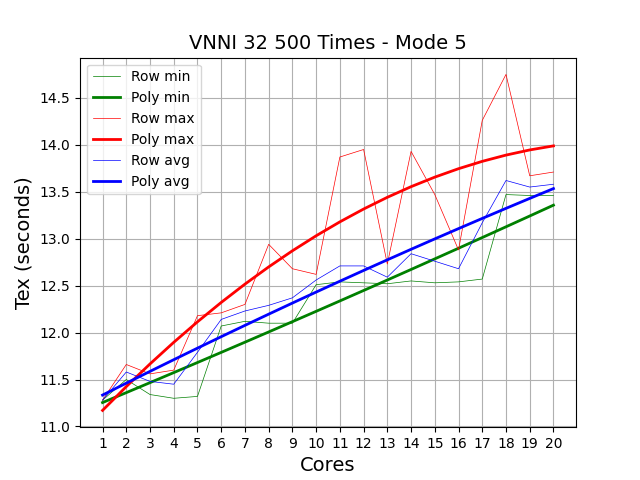 VNNI 32 500 Times - Mode 5
Row min
Poly min
Row max
Poly max
Row avg
Poly avg
Tex (seconds)
14.5
14.0
13.5
13.0
12.5
12.0
11.5
11.0
1 2 3 4 5 6 7 8 9 10 11 12 13 14 15 16 17 18 19 20
Cores